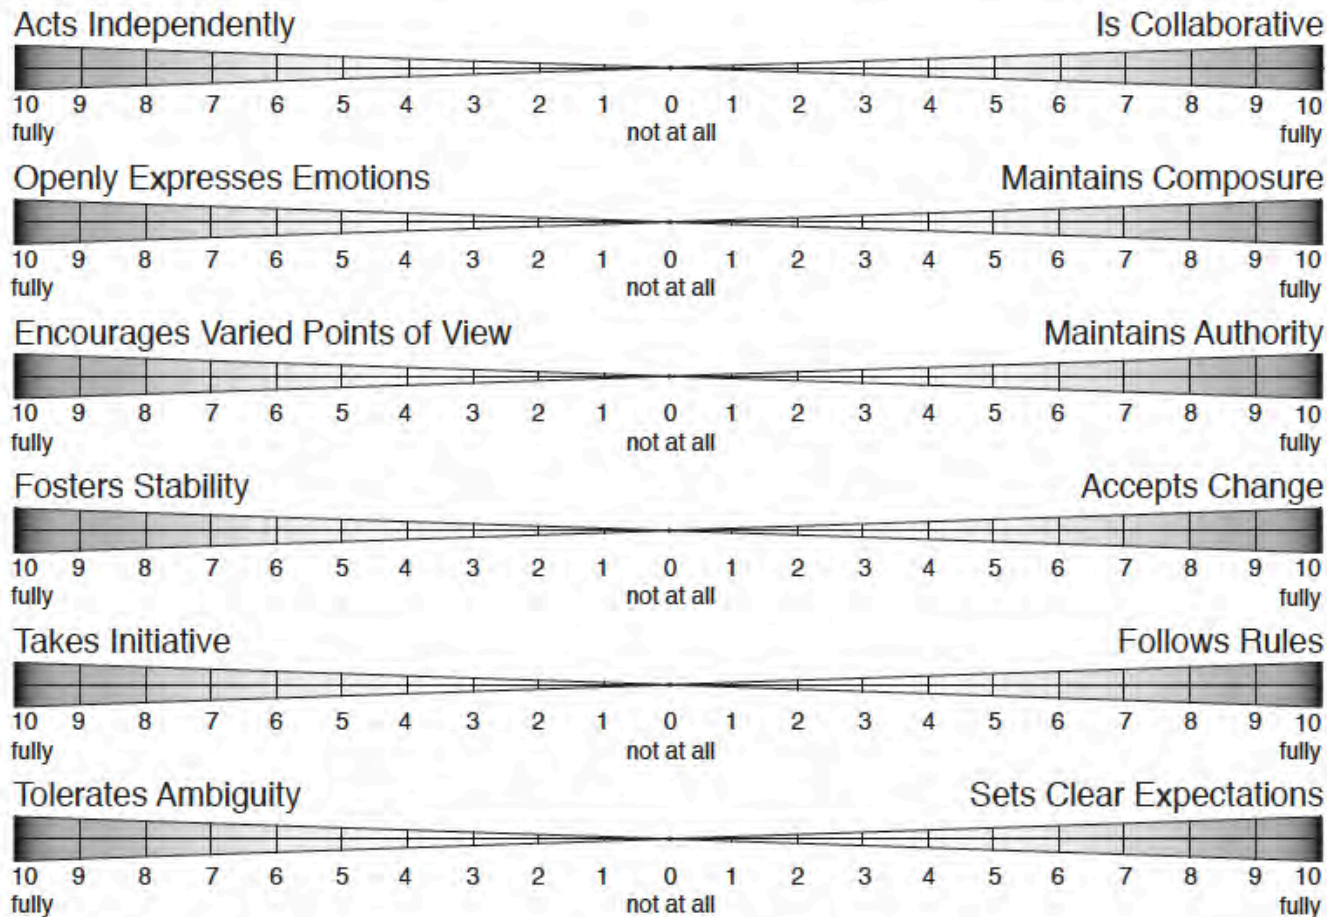 Acts Independently Is Collaborative
10 9 8 7 6 5 4 3 2 1 0 1 2 3 4 5 6 7 8 9 10
fully not at all fully
Openly Expresses Emotions Maintains Composure
10 9 8 7 6 5 4 3 2 1 0 1 2 3 4 5 6 7 8 9 10
fully not at all fully
Encourages Varied Points of View Maintains Authority
10 9 8 7 6 5 4 3 2 1 0 1 2 3 4 5 6 7 8 9 10
fully not at all fully
Fosters Stability Accepts Change
10 9 8 7 6 5 4 3 2 1 0 1 2 3 4 5 6 7 8 9 10
fully not at all fully
Takes Initiative Follows Rules
10 9 8 7 6 5 4 3 2 1 0 1 2 3 4 5 6 7 8 9 10
fully not at all fully
Tolerates Ambiguity Sets Clear Expectations
10 9 8 7 6 5 4 3 2 1 0 1 2 3 4 5 6 7 8 9 10
fully not at all fully